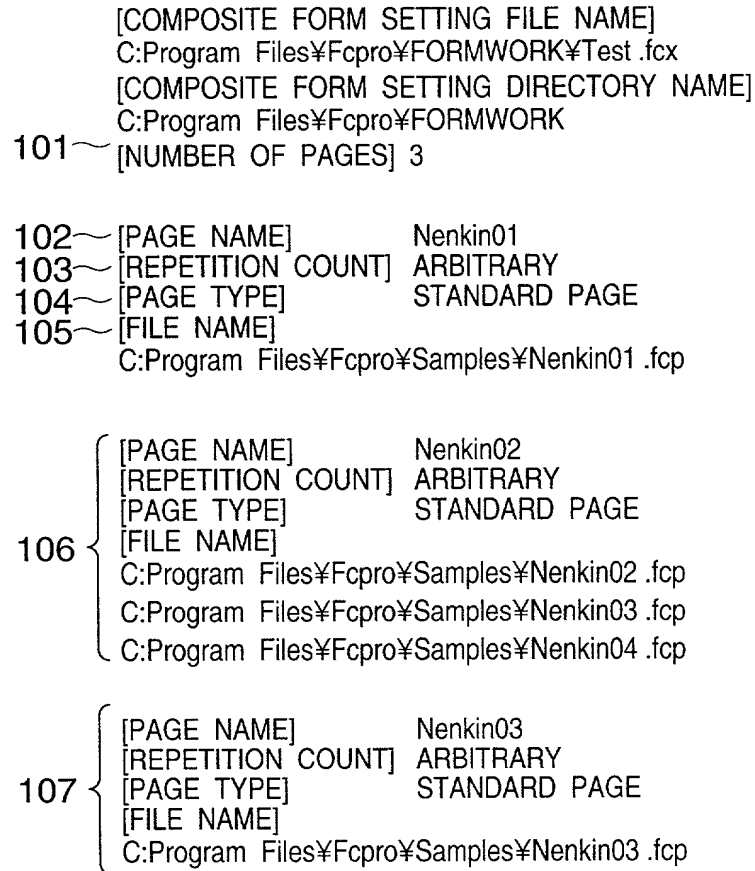 [COMPOSITE FORM SETTING FILE NAME]
C:Program Files¥Fcpro¥FORMWORK¥Test .fcx
[COMPOSITE FORM SETTING DIRECTORY NAME]
C:Program Files¥Fcpro¥FORMWORK
101 [NUMBER OF PAGES] 3
102 [PAGE NAME] Nenkin01
103 [REPETITION COUNT] ARBITRARY
104 [PAGE TYPE] STANDARD PAGE
105 [FILE NAME]
C:Program Files¥Fcpro¥Samples¥Nenkin01 .fcp
[PAGE NAME] Nenkin02
[REPETITION COUNT] ARBITRARY
[PAGE TYPE] STANDARD PAGE
106 [FILE NAME]
C:Program Files¥Fcpro¥Samples¥Nenkin02 .fcp
C:Program Files¥Fcpro¥Samples¥Nenkin03 .fcp
C:Program Files¥Fcpro¥Samples¥Nenkin04 .fcp
[PAGE NAME] Nenkin03
[REPETITION COUNT] ARBITRARY
107 [PAGE TYPE] STANDARD PAGE
[FILE NAME]
C:Program Files¥Fcpro¥Samples¥Nenkin03 .fcp